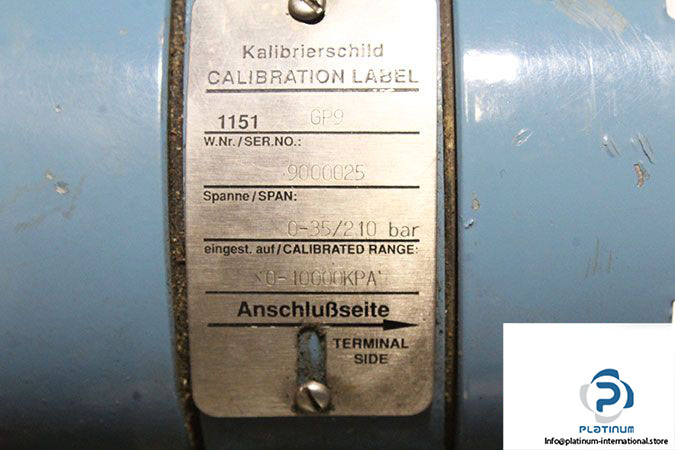 Kalibrierschild
CALIBRATION LABEL
1151 GP9
W.Nr./SER.NO.:
9000025
Spanne/SPAN:
0-35/210 bar
eingest. auf/CALIBRATED RANGE:
0-10000KPA
Anschlußseite
TERMINAL
SIDE
PLATINUM
Info@platinum-international.store